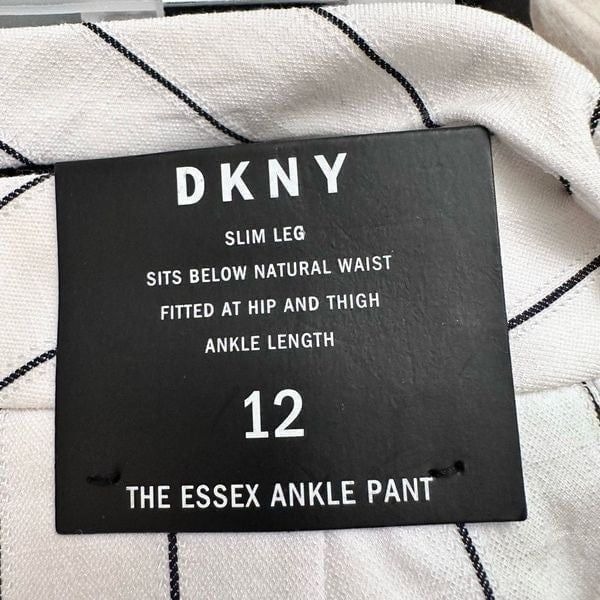 DKNY
SLIM LEG
SITS BELOW NATURAL WAIST
FITTED AT HIP AND THIGH
ANKLE LENGTH
12
THE ESSEX ANKLE PANT